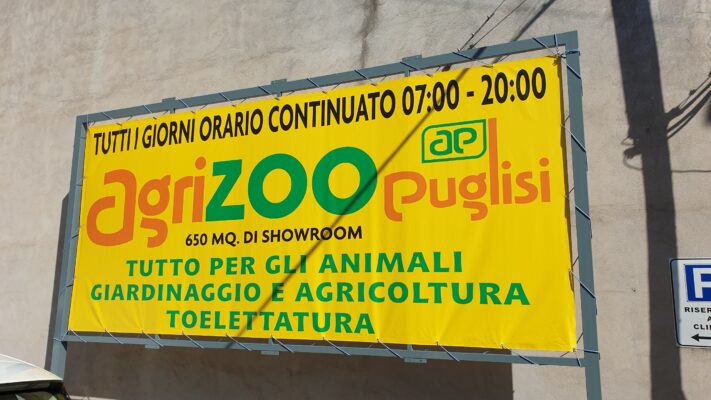 TUTTI I GIORNI ORARIO CONTINUATO 07:00 - 20:00
ap
agriZOO puglisi
650 MQ. DI SHOWROOM
TUTTO PER GLI ANIMALI
GIARDINAGGIO E AGRICOLTURA
TOELETTATURA
P